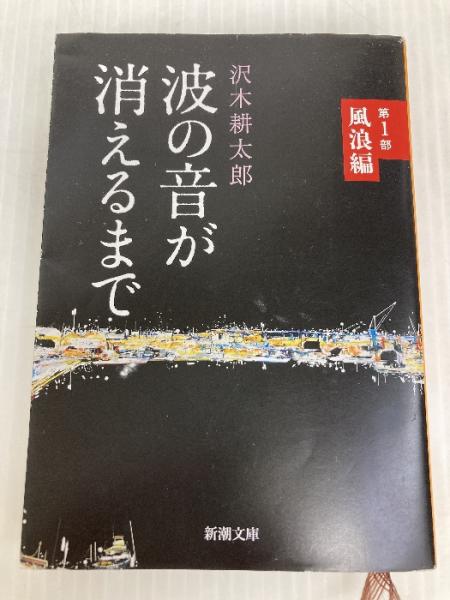 第1部
風浪編
沢木耕太郎
波の音が
消えるまで
新潮文庫